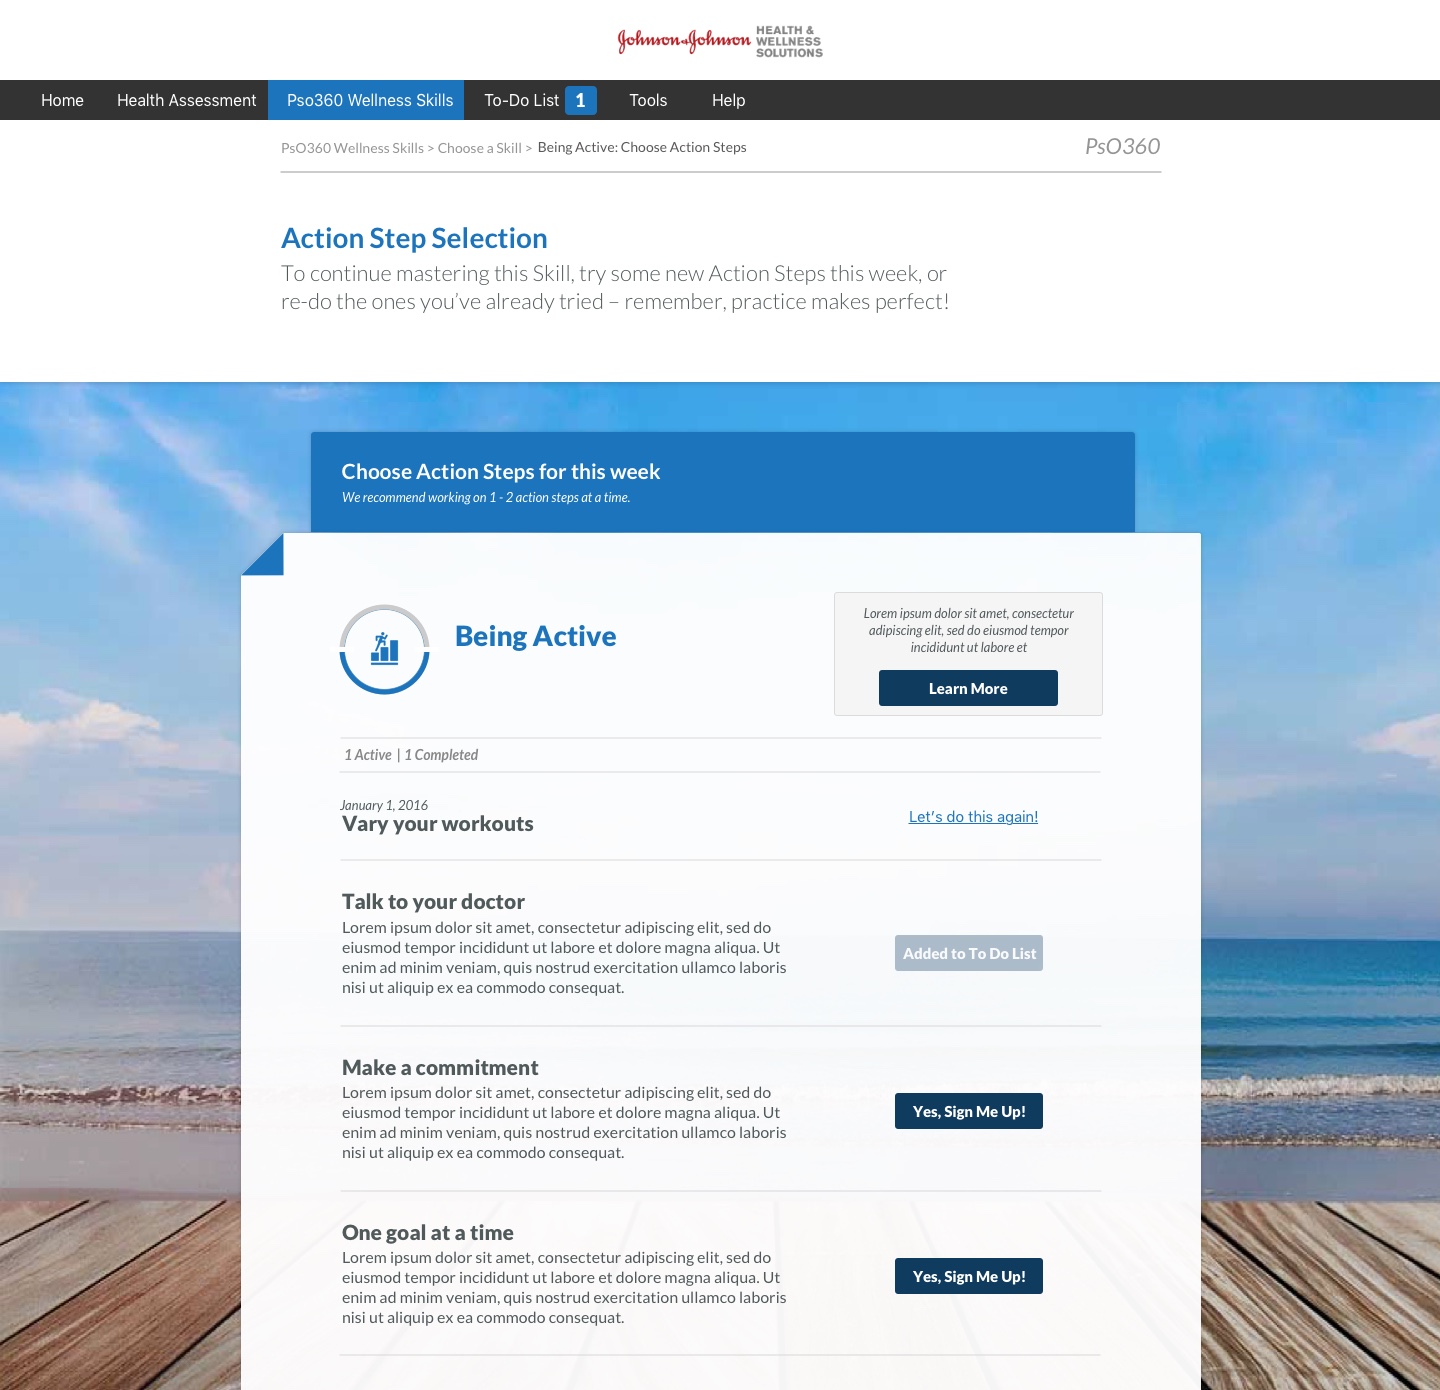 Johnson & Johnson HEALTH &
WELLNESS
SOLUTIONS
Home Health Assessment Pso360 Wellness Skills To-Do List 1 Tools Help
PsO360 Wellness Skills > Choose a Skill > Being Active: Choose Action Steps PsO360
Action Step Selection
To continue mastering this Skill, try some new Action Steps this week, or
re-do the ones you’ve already tried – remember, practice makes perfect!
Choose Action Steps for this week
We recommend working on 1 - 2 action steps at a time.
Being Active
Lorem ipsum dolor sit amet, consectetur
adipiscing elit, sed do eiusmod tempor
incididunt ut labore et
Learn More
1 Active | 1 Completed
January 1, 2016
Vary your workouts
Let’s do this again!
Talk to your doctor
Lorem ipsum dolor sit amet, consectetur adipiscing elit, sed do
eiusmod tempor incididunt ut labore et dolore magna aliqua. Ut
enim ad minim veniam, quis nostrud exercitation ullamco laboris
nisi ut aliquip ex ea commodo consequat.
Added to To Do List
Make a commitment
Lorem ipsum dolor sit amet, consectetur adipiscing elit, sed do
eiusmod tempor incididunt ut labore et dolore magna aliqua. Ut
enim ad minim veniam, quis nostrud exercitation ullamco laboris
nisi ut aliquip ex ea commodo consequat.
Yes, Sign Me Up!
One goal at a time
Lorem ipsum dolor sit amet, consectetur adipiscing elit, sed do
eiusmod tempor incididunt ut labore et dolore magna aliqua. Ut
enim ad minim veniam, quis nostrud exercitation ullamco laboris
nisi ut aliquip ex ea commodo consequat.
Yes, Sign Me Up!